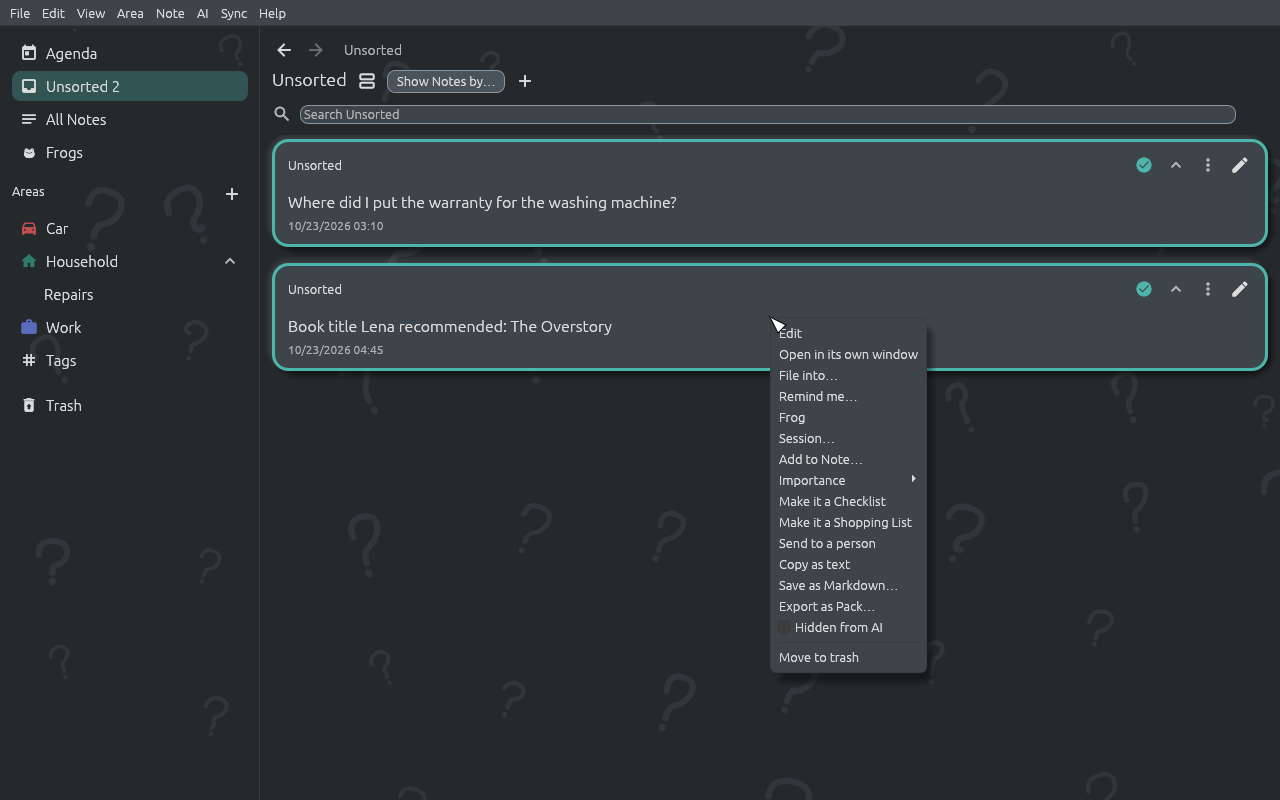 File Edit View Area Note AI Sync Help
Agenda
Unsorted 2
All Notes
Frogs
Areas
Car
Household
Repairs
Work
Tags
Trash
Unsorted
Unsorted Show Notes by…
Search Unsorted
Unsorted
Where did I put the warranty for the washing machine?
10/23/2026 03:10
Unsorted
Book title Lena recommended: The Overstory
10/23/2026 04:45
Edit
Open in its own window
File into…
Remind me…
Frog
Session…
Add to Note…
Importance
Make it a Checklist
Make it a Shopping List
Send to a person
Copy as text
Save as Markdown…
Export as Pack…
Hidden from AI
Move to trash